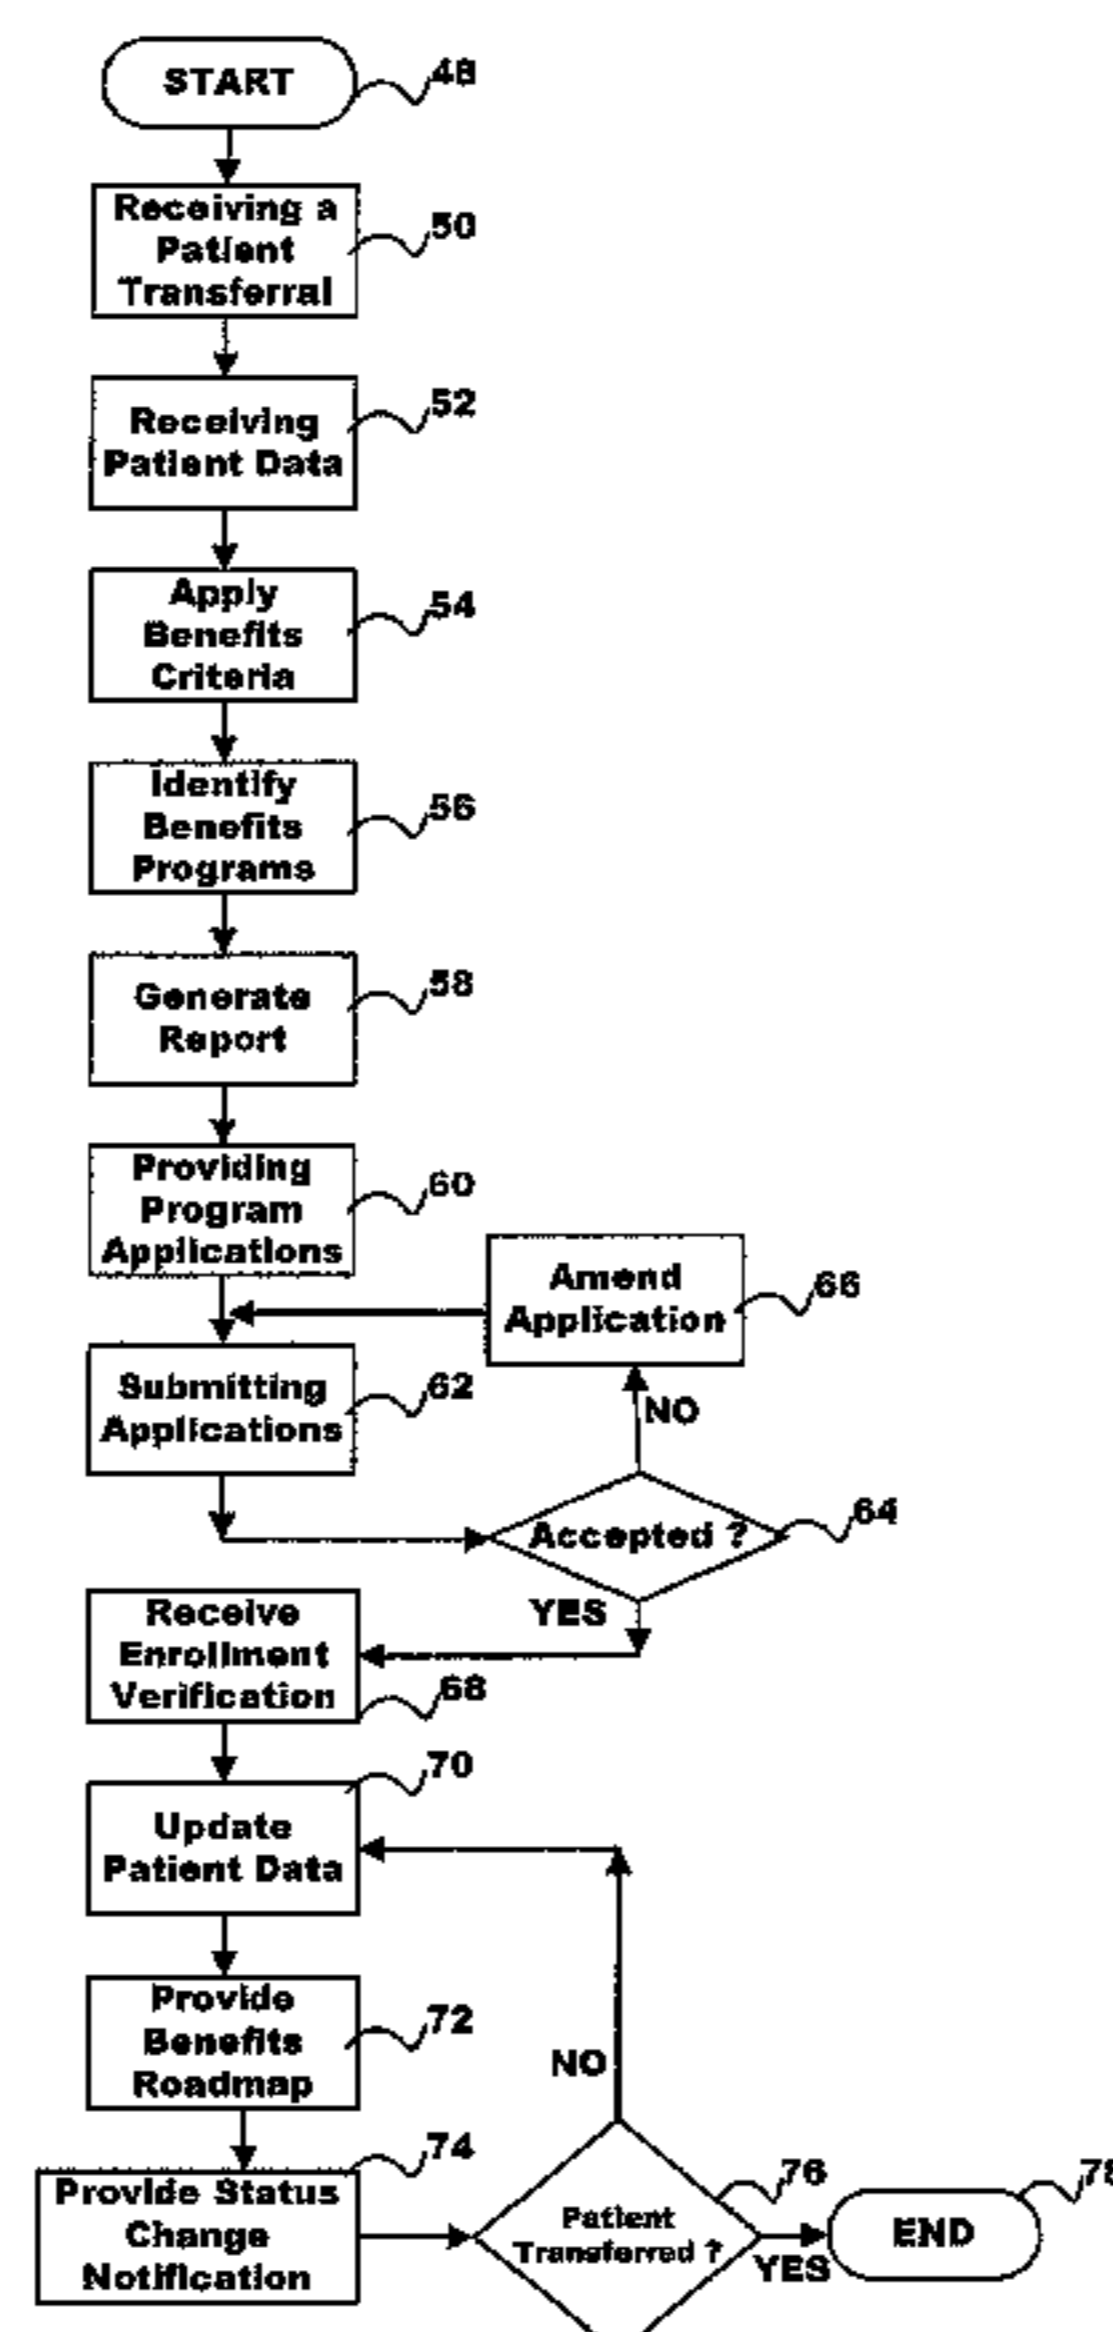 START
48
Receiving a
Patient
Transferral
50
Receiving
Patient Data
52
Apply
Benefits
Criteria
54
Identify
Benefits
Programs
56
Generate
Report
58
Providing
Program
Applications
60
Amend
Application
66
Submitting
Applications
62
NO
Accepted ?
64
YES
Receive
Enrollment
Verification
68
Update
Patient Data
70
Provide
Benefits
Roadmap
72
NO
Provide Status
Change
Notification
74
Patient
Transferred ?
76
YES
END
78